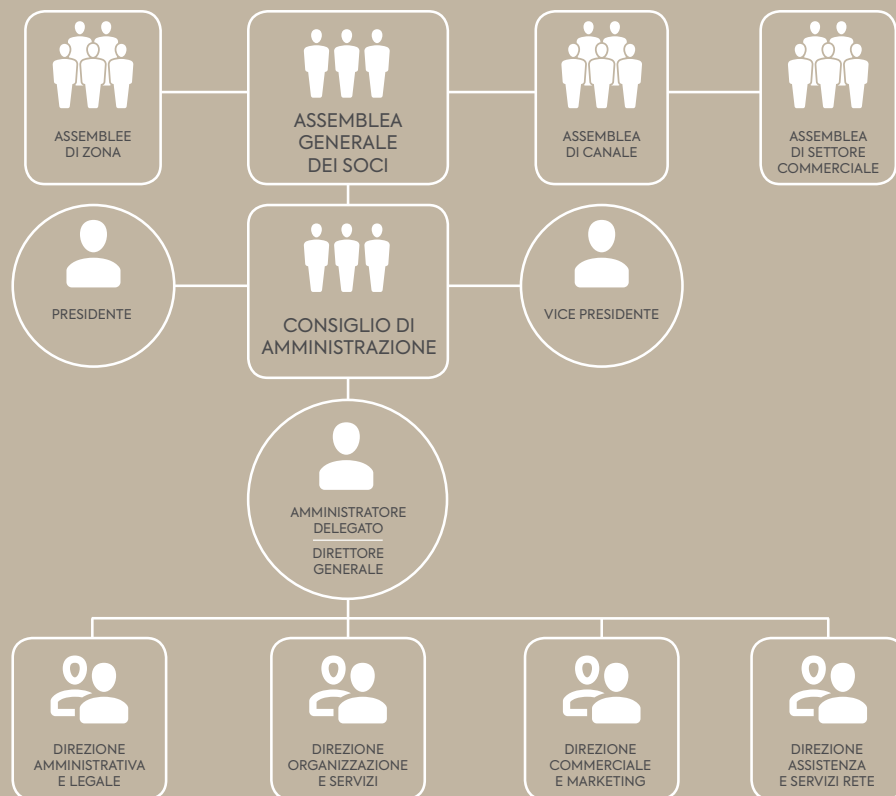 ASSEMBLEE
DI ZONA
ASSEMBLEA
GENERALE
DEI SOCI
ASSEMBLEA
DI CANALE
ASSEMBLEA
DI SETTORE
COMMERCIALE
PRESIDENTE
CONSIGLIO DI
AMMINISTRAZIONE
VICE PRESIDENTE
AMMINISTRATORE
DELEGATO
DIRETTORE
GENERALE
DIREZIONE
AMMINISTRATIVA
E LEGALE
DIREZIONE
ORGANIZZAZIONE
E SERVIZI
DIREZIONE
COMMERCIALE
E MARKETING
DIREZIONE
ASSISTENZA
E SERVIZI RETE